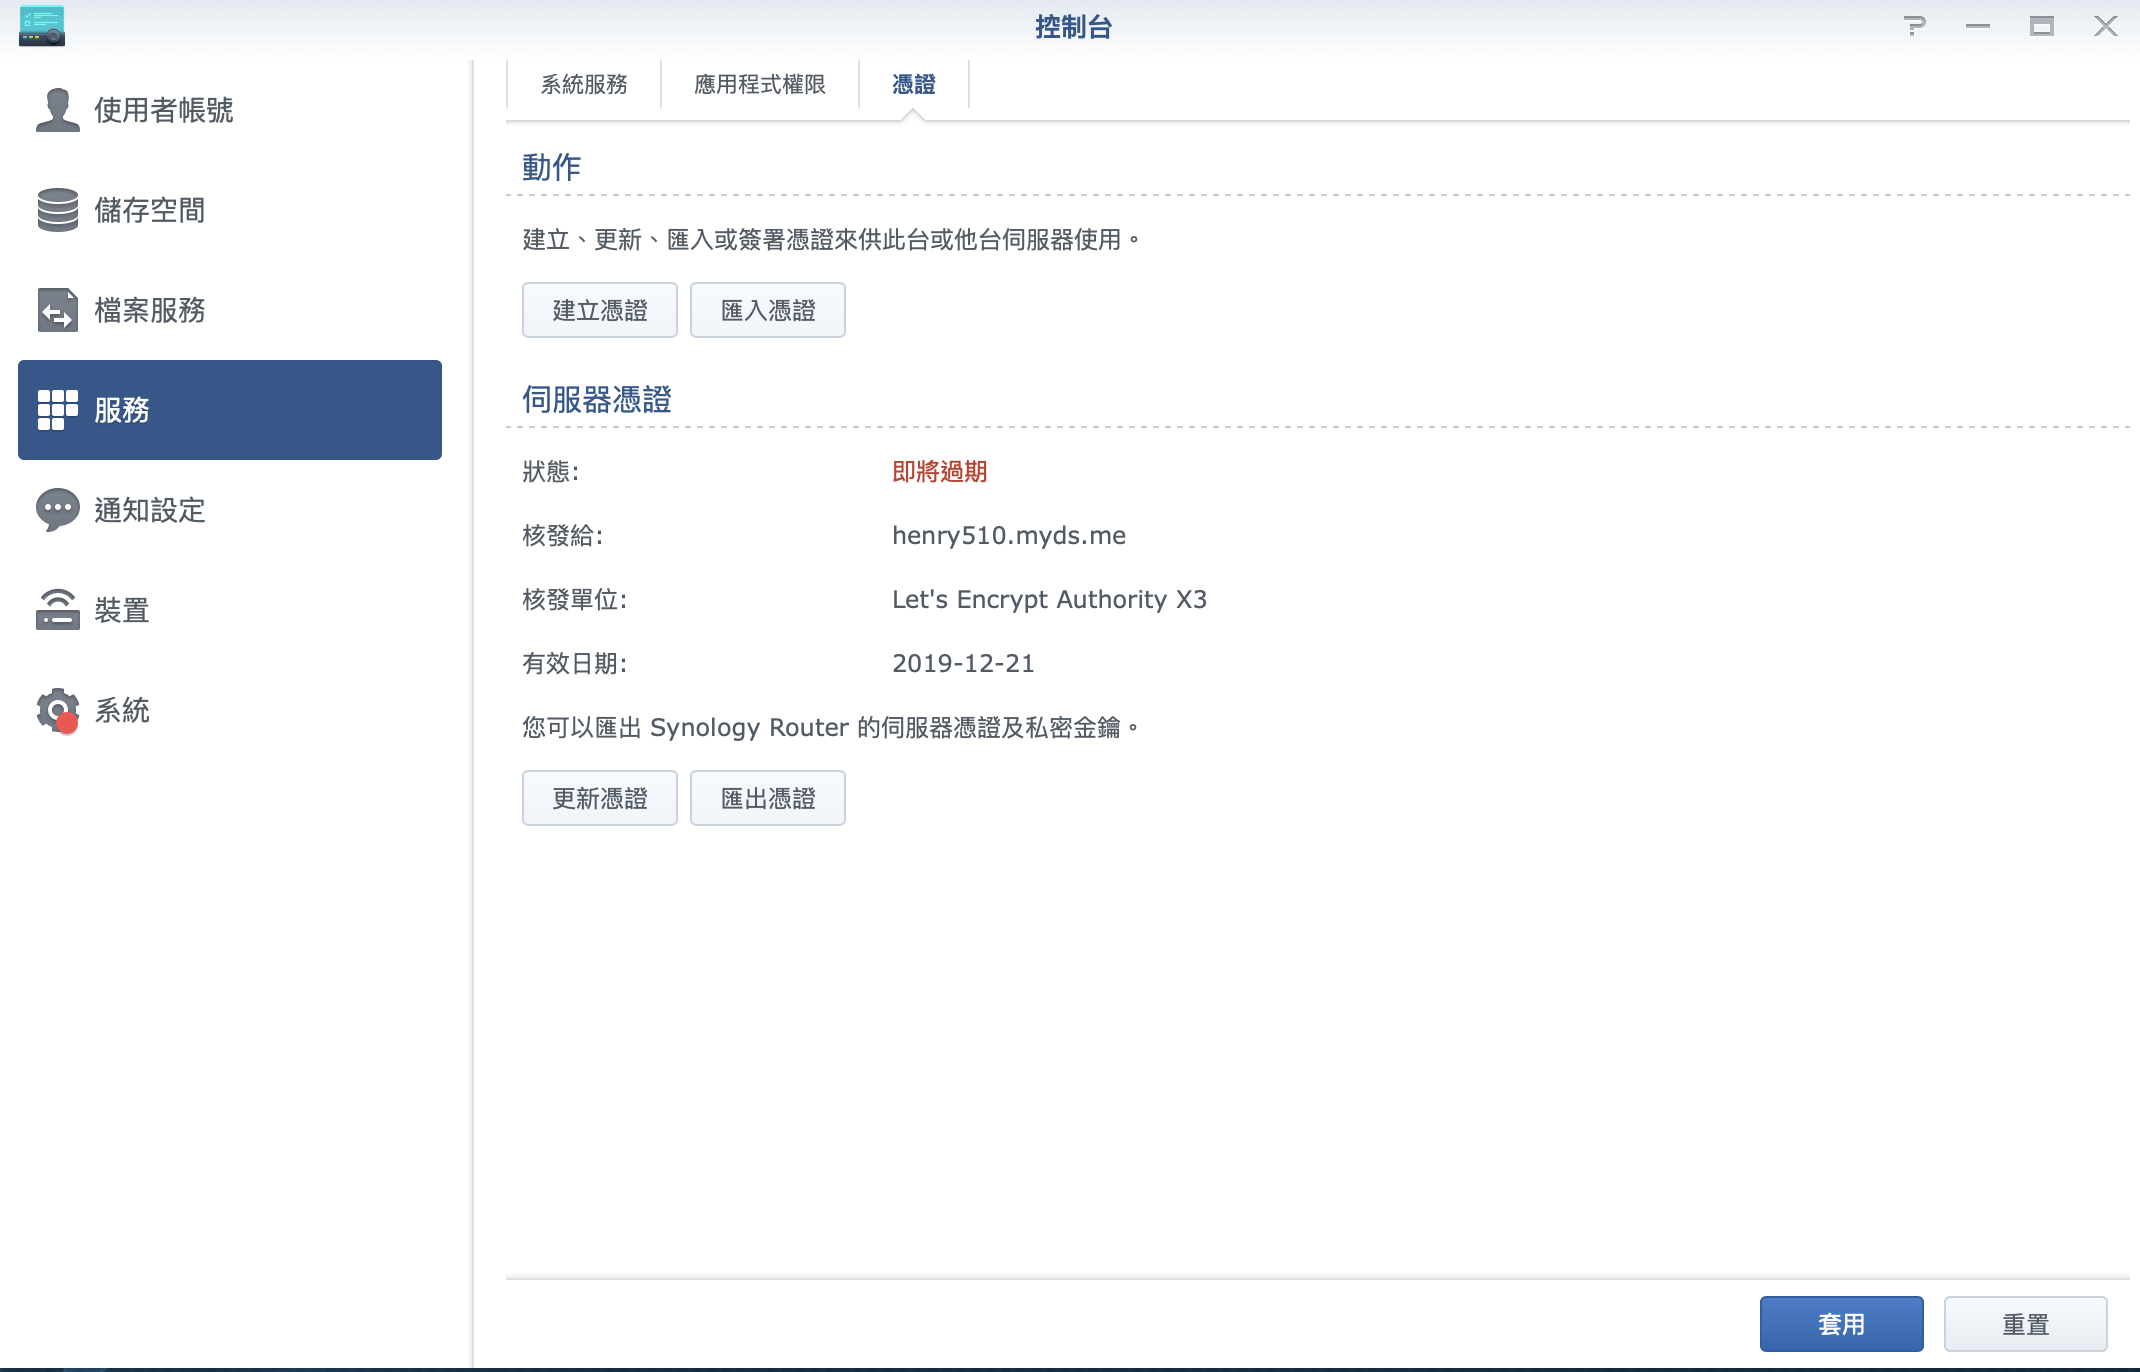 控制台
使用者帳號
儲存空間
檔案服務
服務
通知設定
裝置
系統
系統服務 應用程式權限 憑證
動作
建立、更新、匯入或簽署憑證來供此台或他台伺服器使用。
建立憑證 匯入憑證
伺服器憑證
狀態: 即將過期
核發給: henry510.myds.me
核發單位: Let's Encrypt Authority X3
有效日期: 2019-12-21
您可以匯出 Synology Router 的伺服器憑證及私密金鑰。
更新憑證 匯出憑證
套用 重置